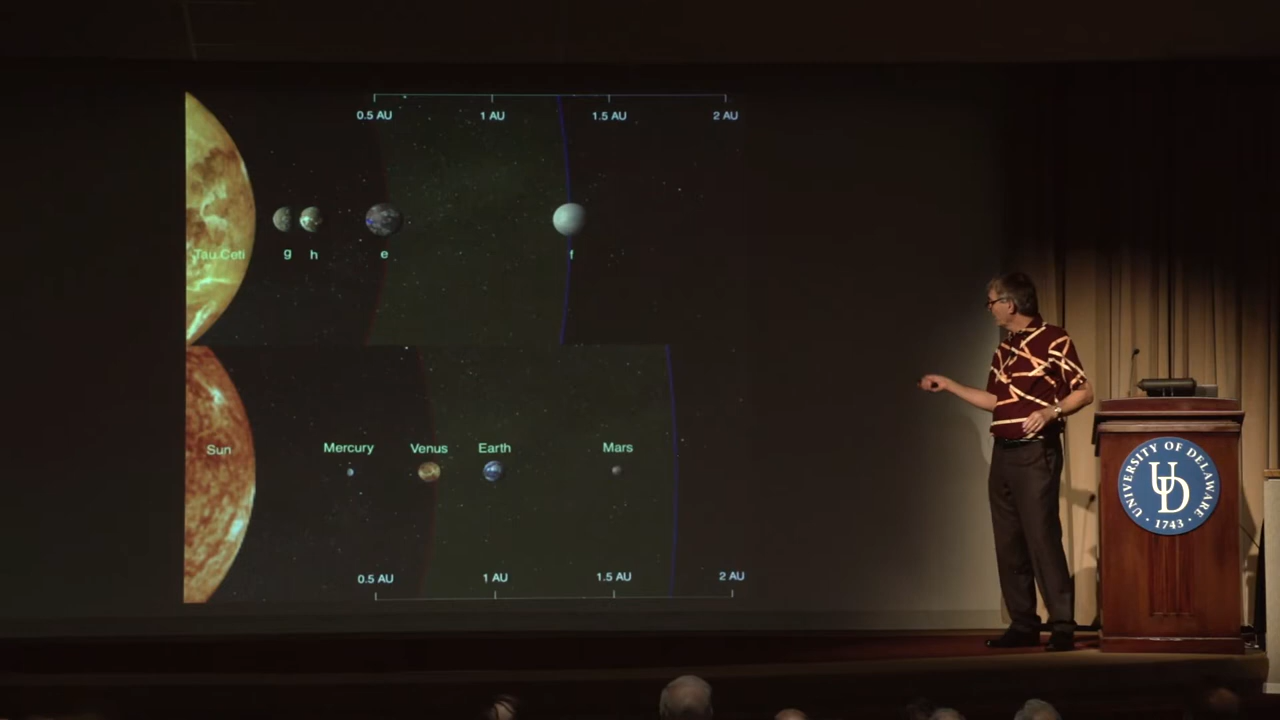 0.5 AU 1 AU 1.5 AU 2 AU
Tau Ceti g h e f
Mercury Venus Earth Mars
Sun
0.5 AU 1 AU 1.5 AU 2 AU
UNIVERSITY OF DELAWARE
UD
· 1743 ·